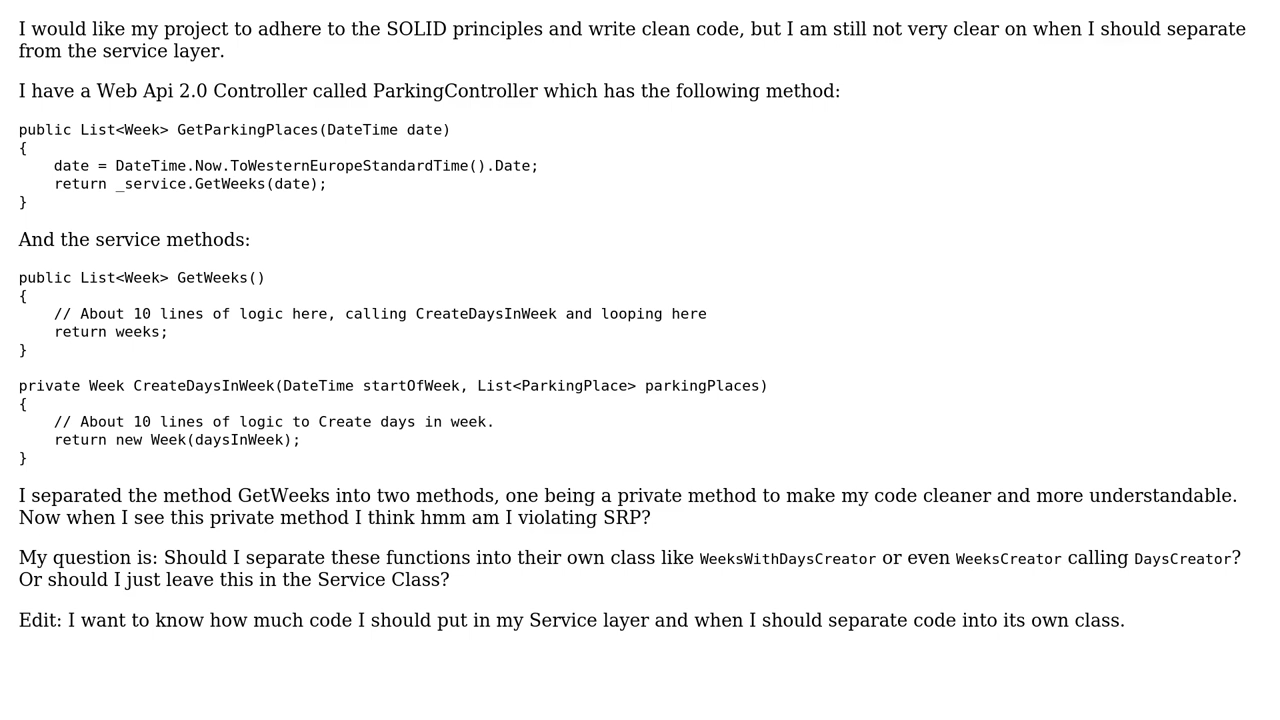 I would like my project to adhere to the SOLID principles and write clean code, but I am still not very clear on when I should separate
from the service layer.
I have a Web Api 2.0 Controller called ParkingController which has the following method:
public List<Week> GetParkingPlaces(DateTime date)
{
    date = DateTime.Now.ToWesternEuropeStandardTime().Date;
    return _service.GetWeeks(date);
}
And the service methods:
public List<Week> GetWeeks()
{
    // About 10 lines of logic here, calling CreateDaysInWeek and looping here
    return weeks;
}
private Week CreateDaysInWeek(DateTime startOfWeek, List<ParkingPlace> parkingPlaces)
{
    // About 10 lines of logic to Create days in week.
    return new Week(daysInWeek);
}
I separated the method GetWeeks into two methods, one being a private method to make my code cleaner and more understandable.
Now when I see this private method I think hmm am I violating SRP?
My question is: Should I separate these functions into their own class like WeeksWithDaysCreator or even WeeksCreator calling DaysCreator?
Or should I just leave this in the Service Class?
Edit: I want to know how much code I should put in my Service layer and when I should separate code into its own class.